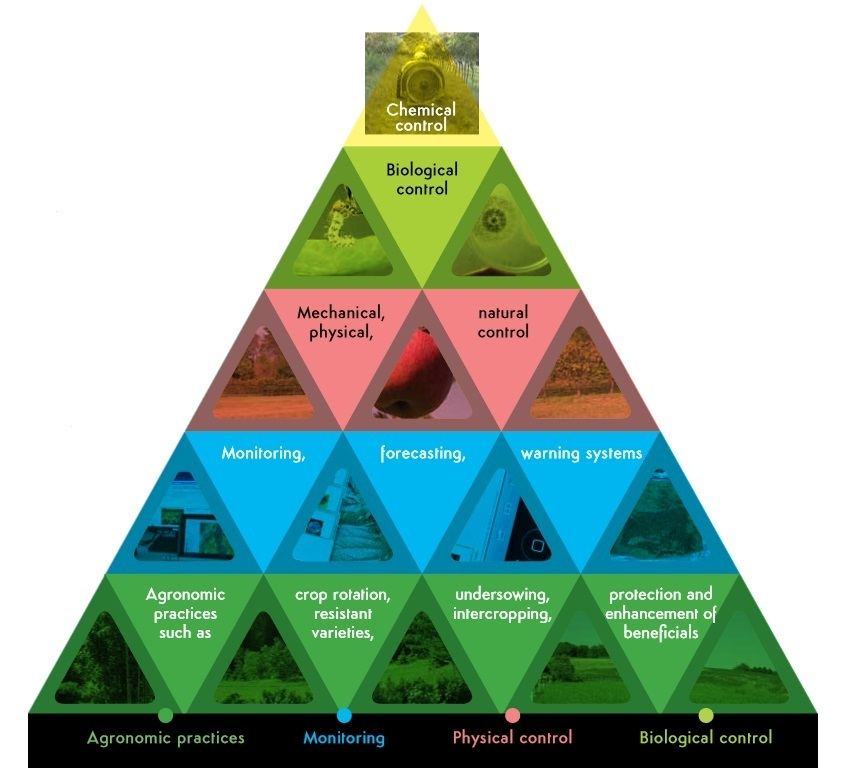 Chemical
control
Biological
control
Mechanical,
physical,
natural
control
Monitoring,
forecasting,
warning systems
Agronomic
practices
such as
crop rotation,
resistant
varieties,
undersowing,
intercropping,
protection and
enhancement of
beneficials
Agronomic practices
Monitoring
Physical control
Biological control